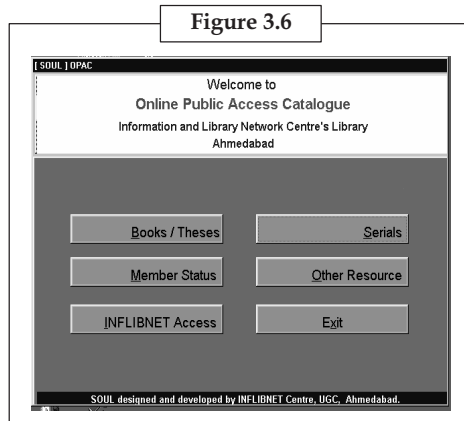 Figure 3.6
[ SOUL ] OPAC
Welcome to
Online Public Access Catalogue
Information and Library Network Centre's Library
Ahmedabad
Books / Theses
Serials
Member Status
Other Resource
INFLIBNET Access
Exit
SOUL designed and developed by INFLIBNET Centre, UGC, Ahmedabad.